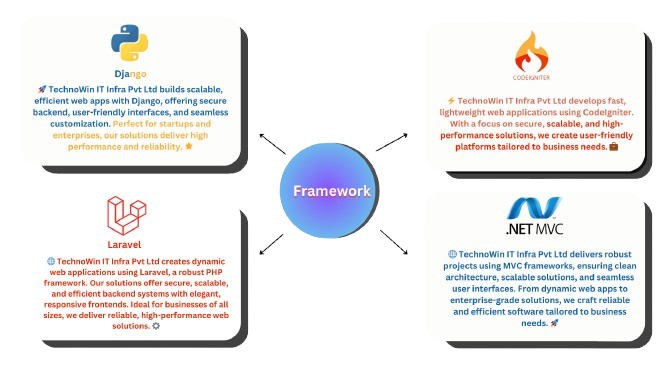 Django
🚀 TechnoWin IT Infra Pvt Ltd builds scalable,
efficient web apps with Django, offering secure
backend, user-friendly interfaces, and seamless
customization. Perfect for startups and
enterprises, our solutions deliver high
performance and reliability. 🌟
CODEIGNITER
⚡ TechnoWin IT Infra Pvt Ltd develops fast,
lightweight web applications using CodeIgniter.
With a focus on secure, scalable, and high-
performance solutions, we create user-friendly
platforms tailored to business needs. 💼
Framework
Laravel
🌐 TechnoWin IT Infra Pvt Ltd creates dynamic
web applications using Laravel, a robust PHP
framework. Our solutions offer secure, scalable,
and efficient backend systems with elegant,
responsive frontends. Ideal for businesses of all
sizes, we deliver reliable, high-performance web
solutions. ⚙️
.NET MVC
🌐 TechnoWin IT Infra Pvt Ltd delivers robust
projects using MVC frameworks, ensuring clean
architecture, scalable solutions, and seamless
user interfaces. From dynamic web apps to
enterprise-grade solutions, we craft reliable
and efficient software tailored to business
needs. 🚀